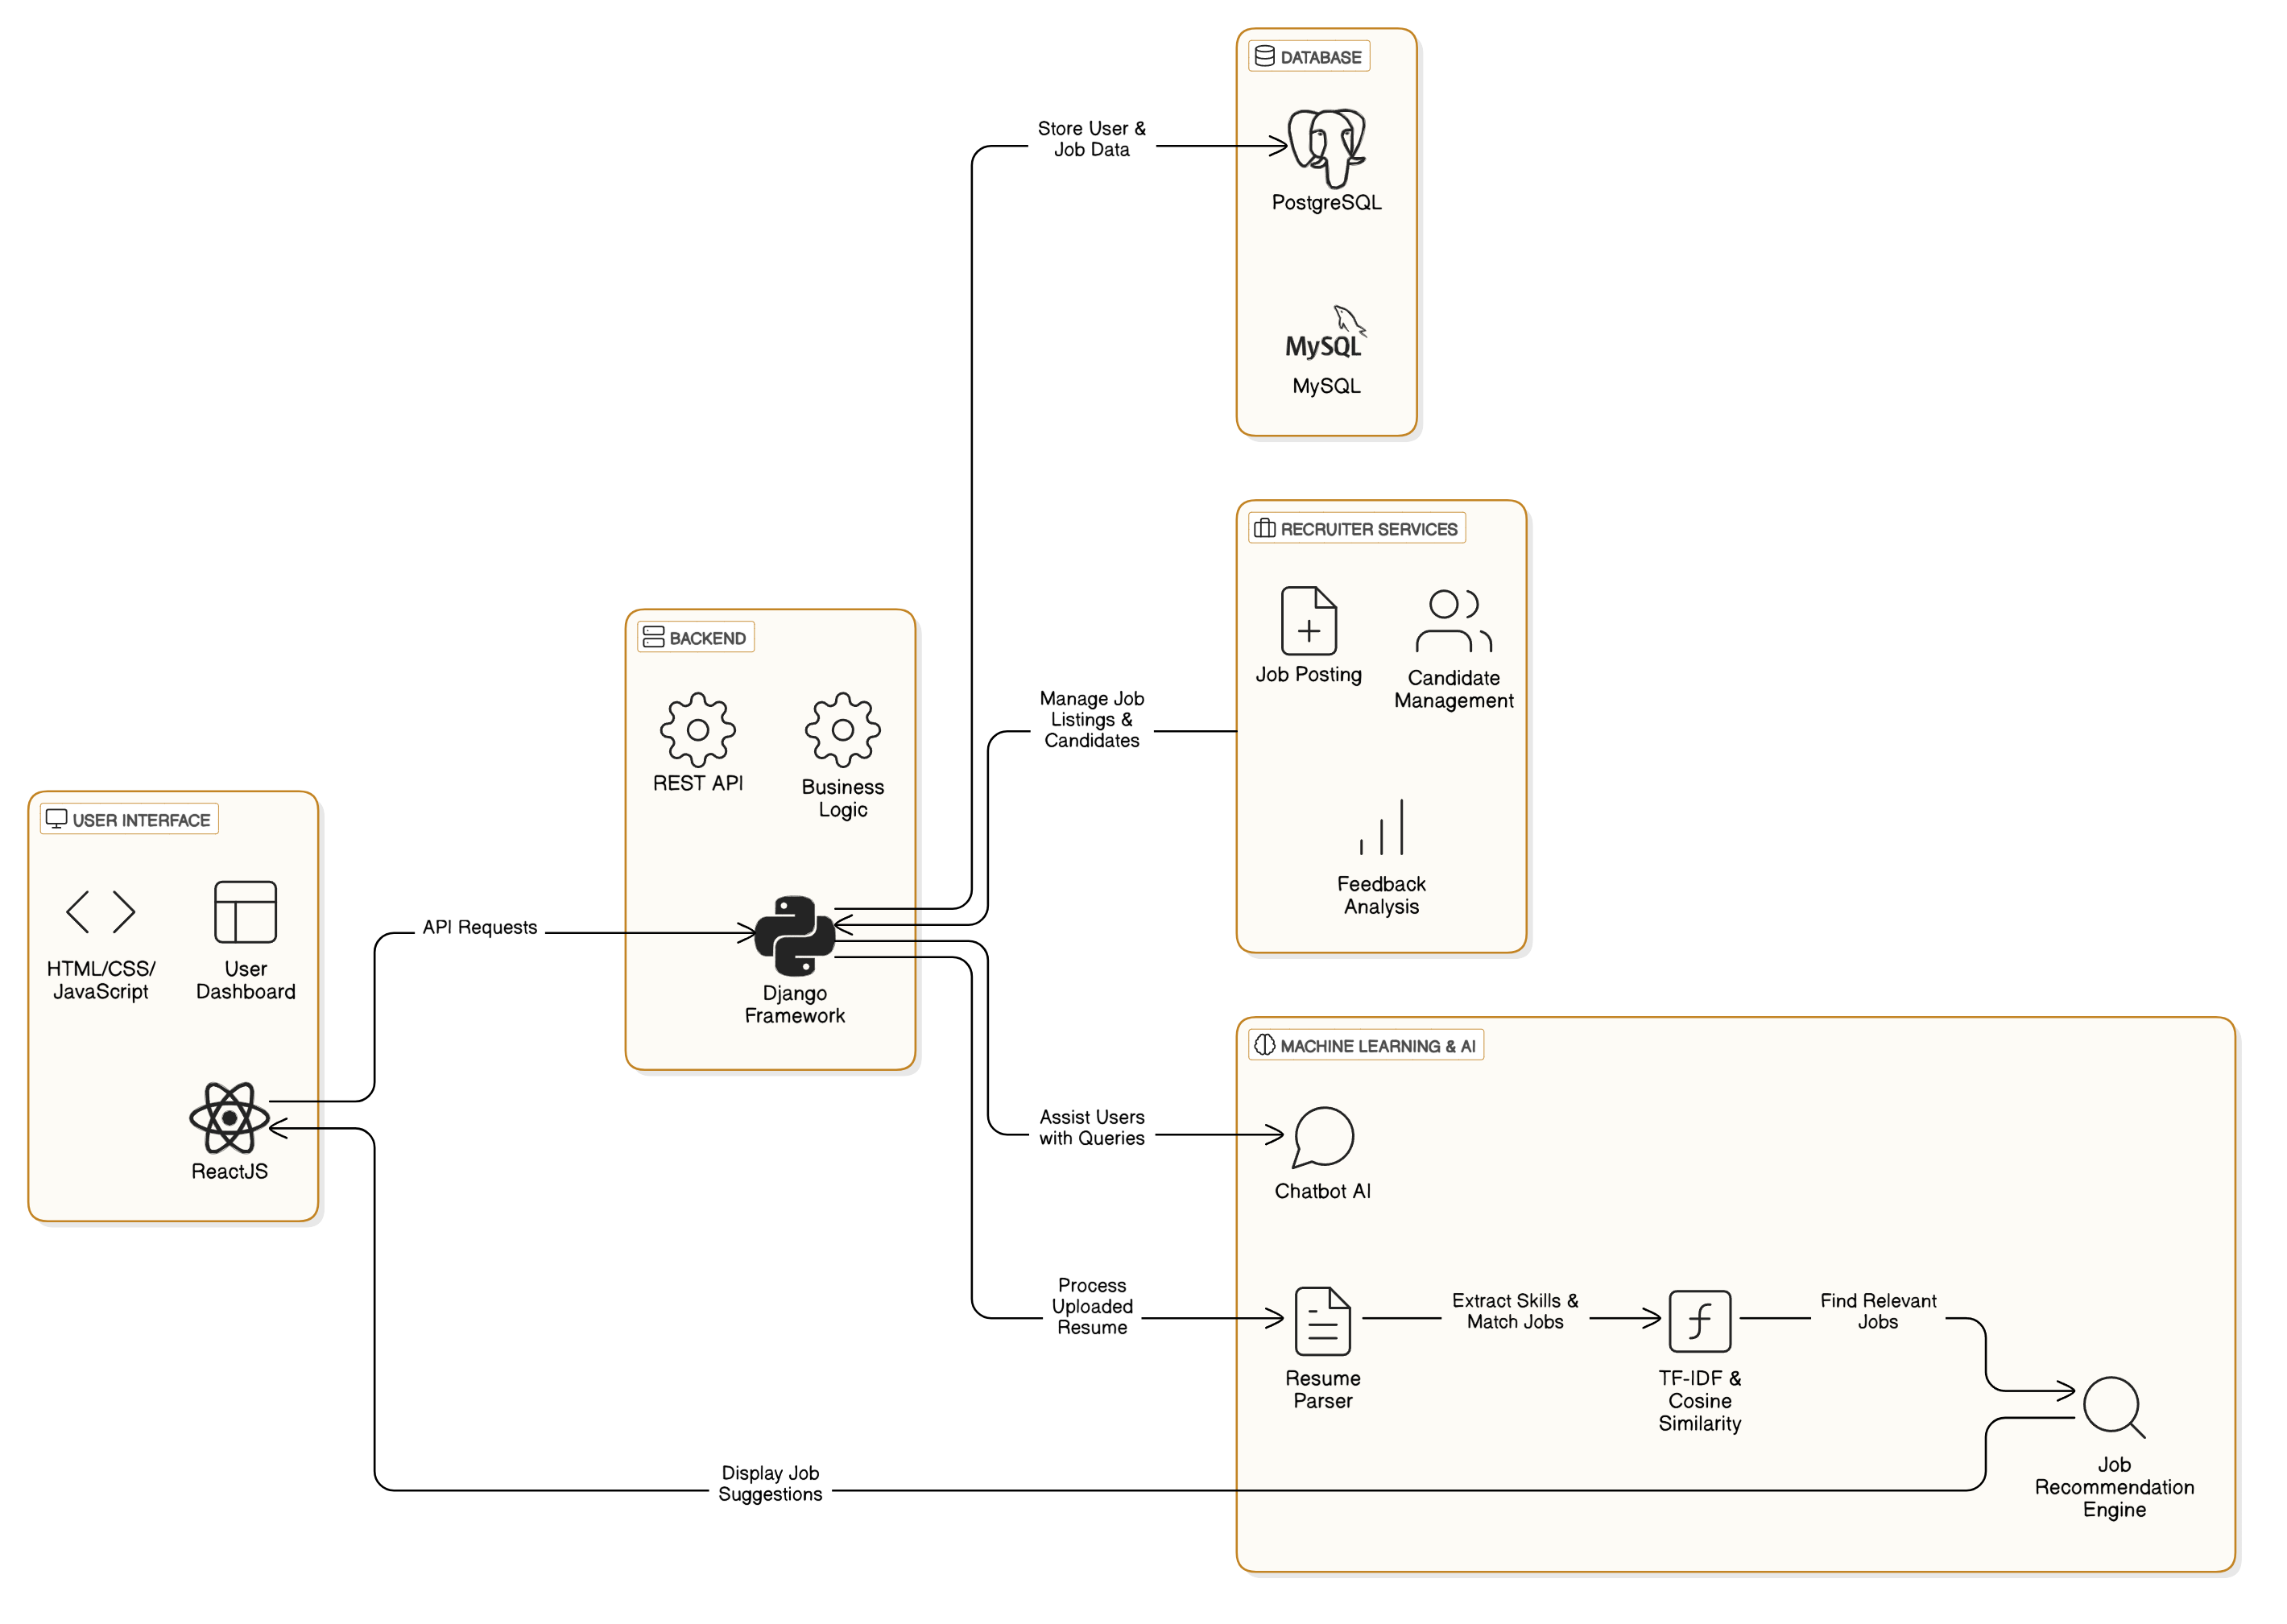 DATABASE
Store User &
Job Data
PostgreSQL
MySQL
MySQL
RECRUITER SERVICES
Job Posting
Candidate
Management
Manage Job
Listings &
Candidates
Feedback
Analysis
BACKEND
REST API
Business
Logic
Django
Framework
USER INTERFACE
HTML/CSS/
JavaScript
User
Dashboard
API Requests
ReactJS
MACHINE LEARNING & AI
Assist Users
with Queries
Chatbot AI
Process
Uploaded
Resume
Resume
Parser
Extract Skills &
Match Jobs
TF-IDF &
Cosine
Similarity
Find Relevant
Jobs
Job
Recommendation
Engine
Display Job
Suggestions